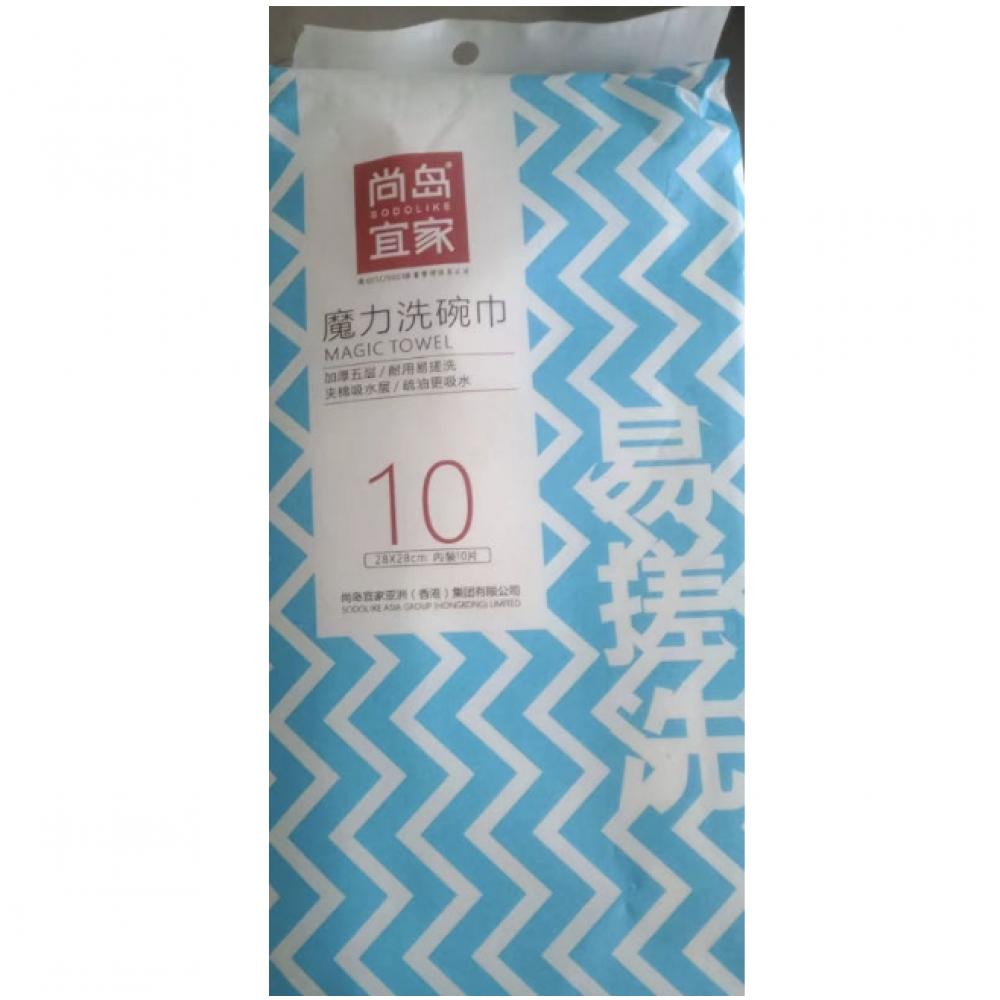 尚岛®
SODOLIKE
宜家
魔力洗碗巾
MAGIC TOWEL
加厚五层/耐用易搓洗
夹棉吸水层/疏油更吸水
10
28X28cm 内装10片
尚岛宜家亚洲(香港)集团有限公司
SODOLIKE ASIA GROUP (HONGKONG) LIMITED
易搓洗